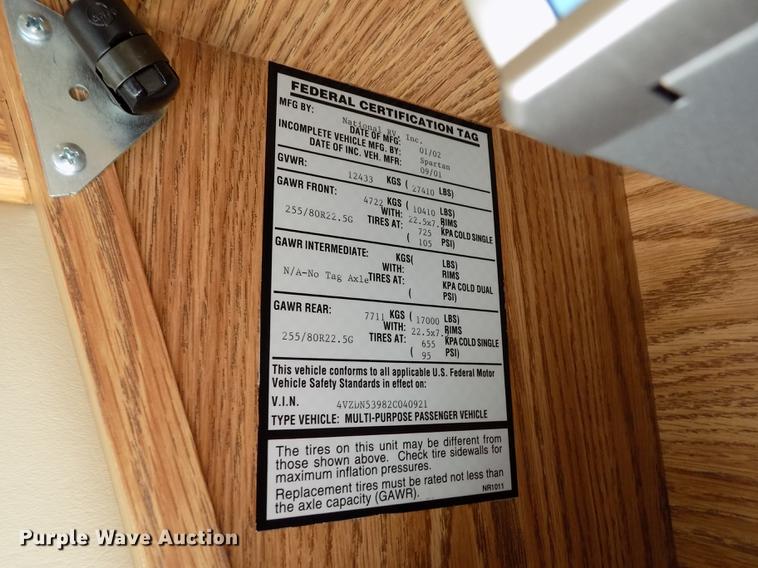 FEDERAL CERTIFICATION TAG
MFG BY: National RV, Inc.
DATE OF MFG: 01/02
INCOMPLETE VEHICLE MFG. BY: Spartan
DATE OF INC. VEH. MFR: 09/01
GVWR: 12433 KGS ( 27410 LBS)
GAWR FRONT: 4722 KGS ( 10410 LBS)
WITH: 22.5x7. RIMS
255/80R22.5G TIRES AT: 725 KPA COLD SINGLE
( 105 PSI)
GAWR INTERMEDIATE: KGS( LBS)
WITH: RIMS
N/A-No Tag Axle TIRES AT: KPA COLD DUAL
( PSI)
GAWR REAR: 7711 KGS ( 17000 LBS)
WITH: 22.5x7. RIMS
255/80R22.5G TIRES AT: 655 KPA COLD SINGLE
( 95 PSI)
This vehicle conforms to all applicable U.S. Federal Motor
Vehicle Safety Standards in effect on:
V.I.N. 4VZDN53982C040921
TYPE VEHICLE: MULTI-PURPOSE PASSENGER VEHICLE
The tires on this unit may be different from
those shown above. Check tire sidewalls for
maximum inflation pressures.
Replacement tires must be rated not less than
the axle capacity (GAWR). NR1011
Purple Wave Auction